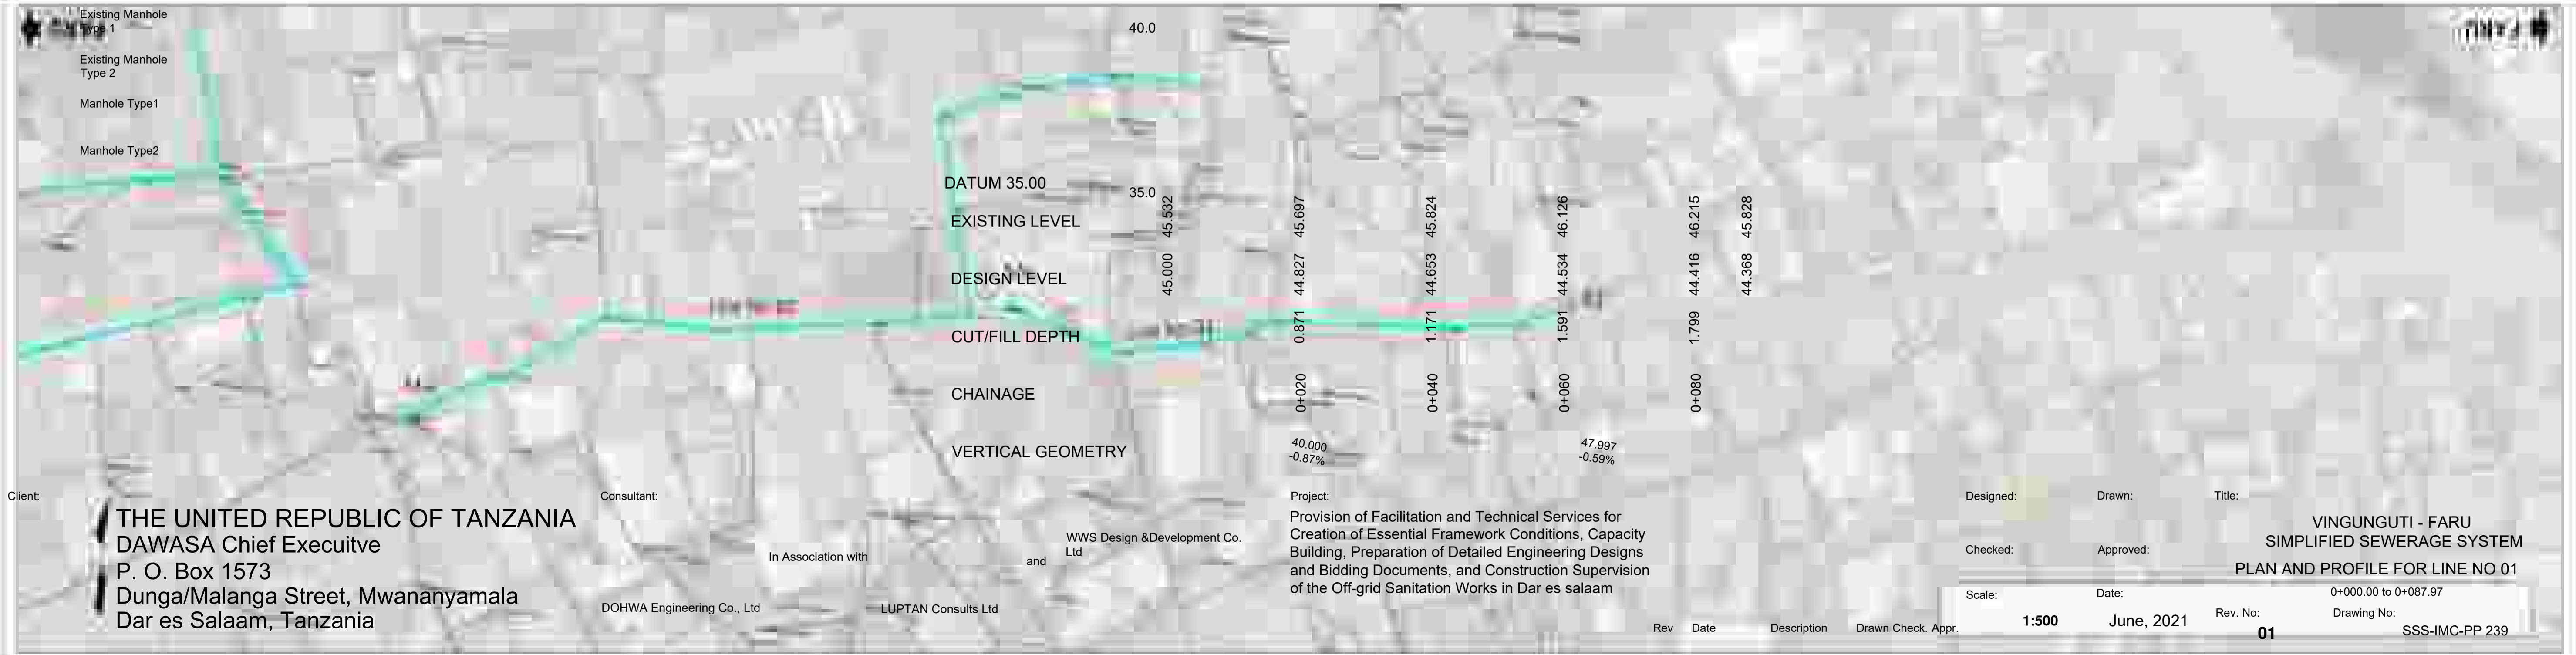 Existing Manhole
Type 1
Existing Manhole
Type 2
Manhole Type1
Manhole Type2
40.0
DATUM 35.00
35.0
EXISTING LEVEL
45.532 45.697 45.824 46.126 46.215 45.828
DESIGN LEVEL
45.000 44.827 44.653 44.534 44.416 44.368
CUT/FILL DEPTH
0.871 1.171 1.591 1.799
CHAINAGE
0+020 0+040 0+060 0+080
VERTICAL GEOMETRY
40.000
-0.87%
47.997
-0.59%
Client:
THE UNITED REPUBLIC OF TANZANIA
DAWASA Chief Execuitve
P. O. Box 1573
Dunga/Malanga Street, Mwananyamala
Dar es Salaam, Tanzania
Consultant:
In Association with
DOHWA Engineering Co., Ltd
LUPTAN Consults Ltd
and
WWS Design &Development Co.
Ltd
Project:
Provision of Facilitation and Technical Services for
Creation of Essential Framework Conditions, Capacity
Building, Preparation of Detailed Engineering Designs
and Bidding Documents, and Construction Supervision
of the Off-grid Sanitation Works in Dar es salaam
Rev Date Description Drawn Check. Appr.
Designed: Drawn:
Checked: Approved:
Title:
VINGUNGUTI - FARU
SIMPLIFIED SEWERAGE SYSTEM
PLAN AND PROFILE FOR LINE NO 01
0+000.00 to 0+087.97
Scale:
1:500
Date:
June, 2021
Rev. No:
01
Drawing No:
SSS-IMC-PP 239